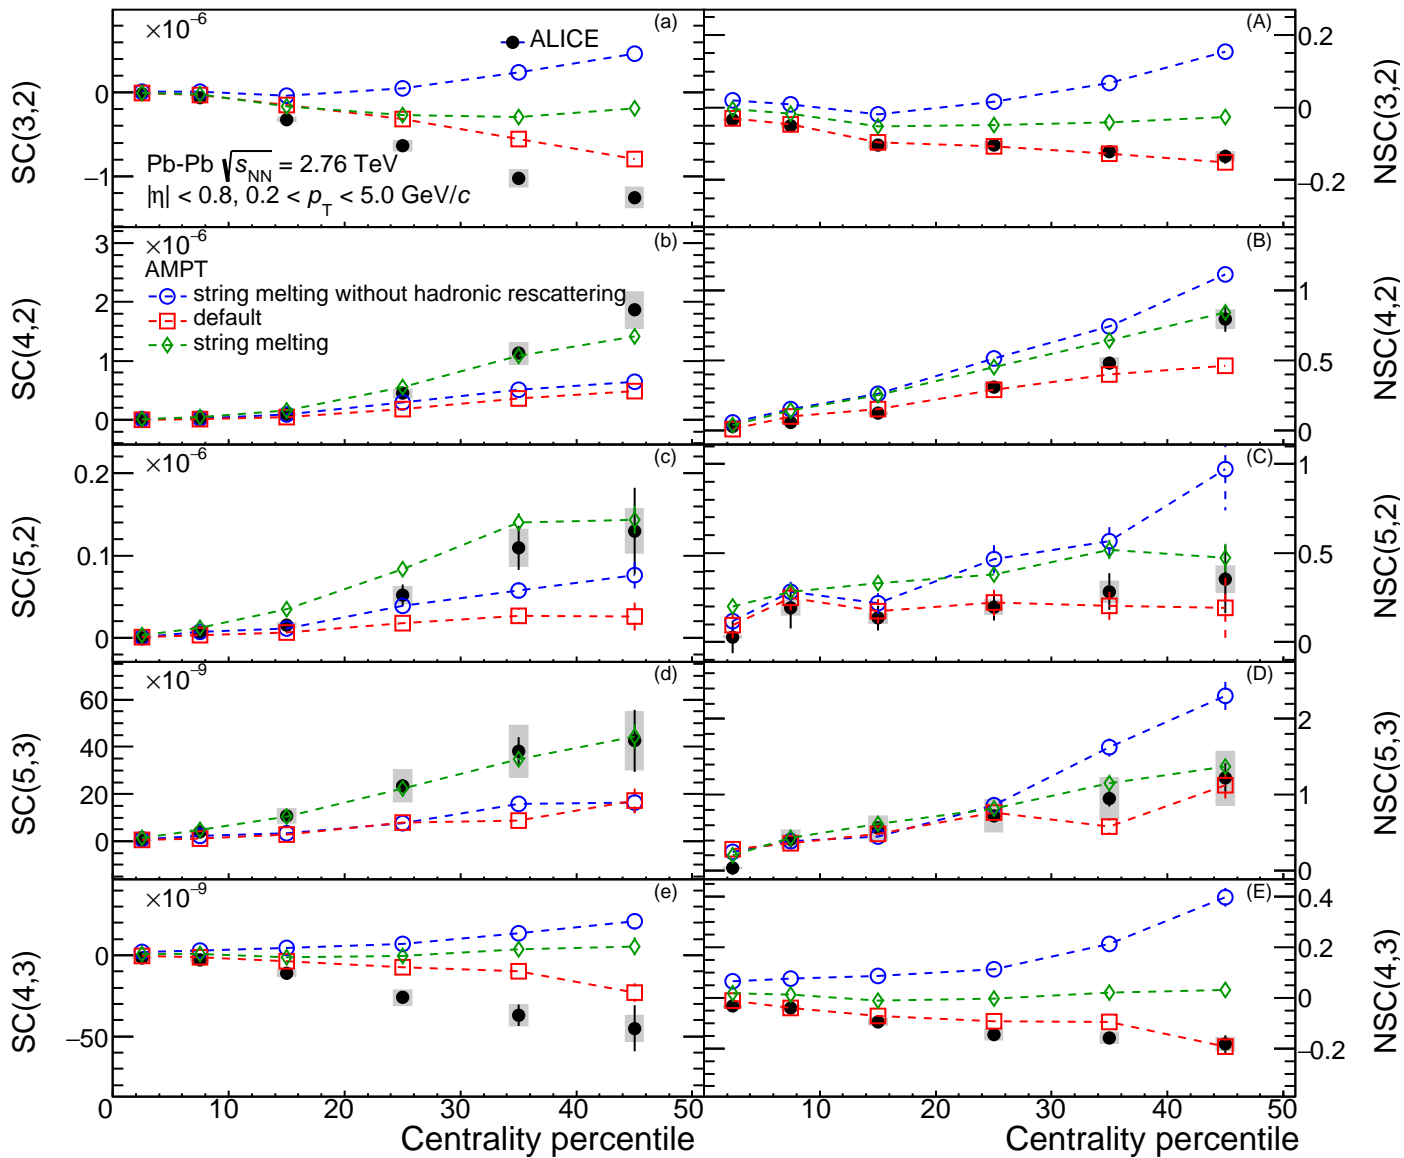 ×10⁻⁶
(a)
ALICE
SC(3,2)
0
−1
Pb-Pb √sNN = 2.76 TeV
|η| < 0.8, 0.2 < pT < 5.0 GeV/c
(A)
0.2
0
−0.2
NSC(3,2)
×10⁻⁶
(b)
3
2
1
0
SC(4,2)
AMPT
string melting without hadronic rescattering
default
string melting
(B)
1
0.5
0
NSC(4,2)
×10⁻⁶
(c)
0.2
0.1
0
SC(5,2)
(C)
1
0.5
0
NSC(5,2)
×10⁻⁹
(d)
60
40
20
0
SC(5,3)
(D)
2
1
0
NSC(5,3)
×10⁻⁹
(e)
0
−50
SC(4,3)
(E)
0.4
0.2
0
−0.2
NSC(4,3)
0 10 20 30 40 50
10 20 30 40 50
Centrality percentile
Centrality percentile